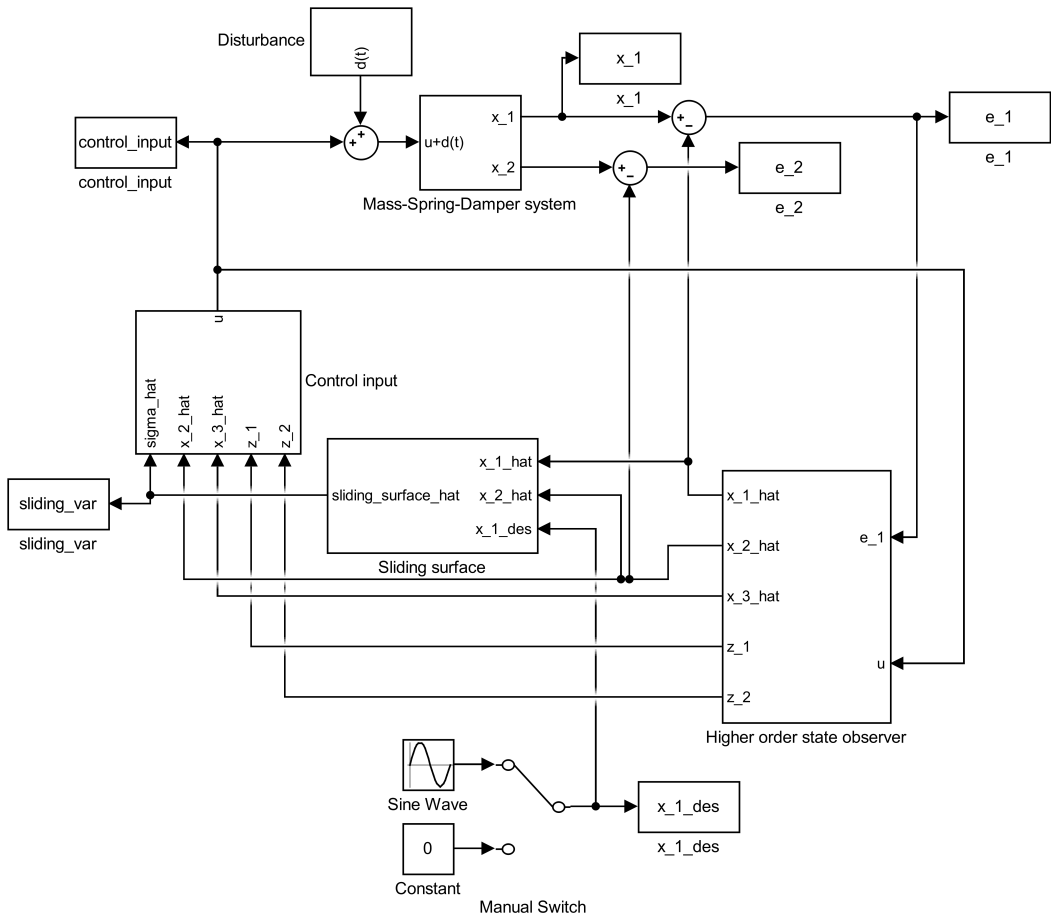 Disturbance
d(t)
x_1
x_1
e_1
e_1
control_input
control_input
+
+
u+d(t)
x_1
x_2
Mass-Spring-Damper system
+
−
+
−
e_2
e_2
u
Control input
sigma_hat
x_2_hat
x_3_hat
z_1
z_2
sliding_var
sliding_var
sliding_surface_hat
x_1_hat
x_2_hat
x_1_des
Sliding surface
x_1_hat
x_2_hat
x_3_hat
z_1
z_2
e_1
u
Higher order state observer
Sine Wave
0
Constant
Manual Switch
x_1_des
x_1_des